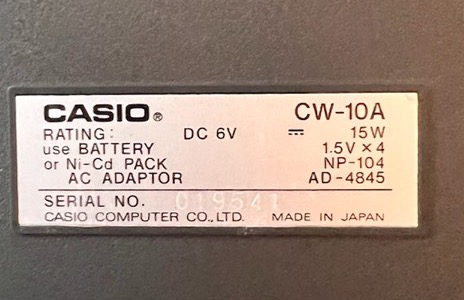 CASIO® CW-10A
RATING: DC 6V ⎓ 15W
use BATTERY 1.5V×4
or Ni-Cd PACK NP-104
AC ADAPTOR AD-4845
SERIAL NO. 019541
CASIO COMPUTER CO.,LTD. MADE IN JAPAN